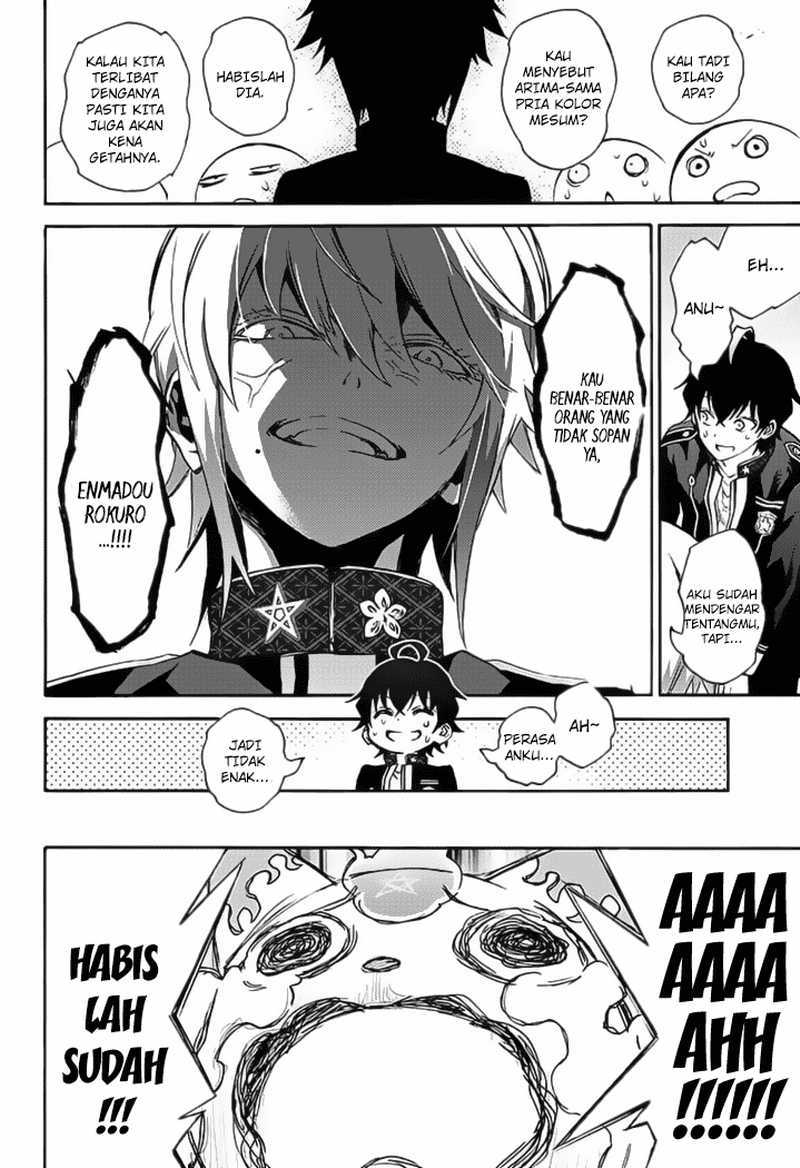 KAU TADI
BILANG
APA?
KAU
MENYEBUT
ARIMA-SAMA
PRIA KOLOR
MESUM?
HABISLAH
DIA.
KALAU KITA
TERLIBAT
DENGANYA
PASTI KITA
JUGA AKAN
KENA
GETAHNYA.
EH...
ANU~
AKU SUDAH
MENDENGAR
TENTANGMU,
TAPI...
KAU
BENAR-BENAR
ORANG YANG
TIDAK SOPAN
YA,
ENMADOU
ROKURO
...!!!!
AH~
PERASA
ANKU...
JADI
TIDAK
ENAK...
AAAA
AAAA
AHH
!!!!!!
HABIS
LAH
SUDAH
!!!